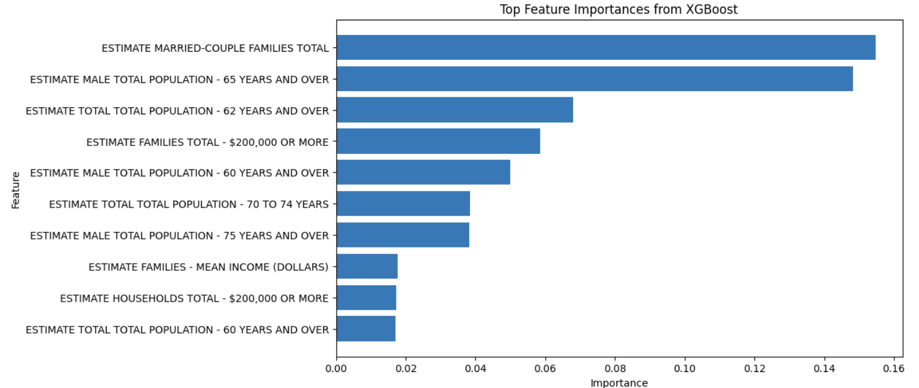 Top Feature Importances from XGBoost
Feature
ESTIMATE MARRIED-COUPLE FAMILIES TOTAL
ESTIMATE MALE TOTAL POPULATION - 65 YEARS AND OVER
ESTIMATE TOTAL TOTAL POPULATION - 62 YEARS AND OVER
ESTIMATE FAMILIES TOTAL - $200,000 OR MORE
ESTIMATE MALE TOTAL POPULATION - 60 YEARS AND OVER
ESTIMATE TOTAL TOTAL POPULATION - 70 TO 74 YEARS
ESTIMATE MALE TOTAL POPULATION - 75 YEARS AND OVER
ESTIMATE FAMILIES - MEAN INCOME (DOLLARS)
ESTIMATE HOUSEHOLDS TOTAL - $200,000 OR MORE
ESTIMATE TOTAL TOTAL POPULATION - 60 YEARS AND OVER
0.00 0.02 0.04 0.06 0.08 0.10 0.12 0.14 0.16
Importance